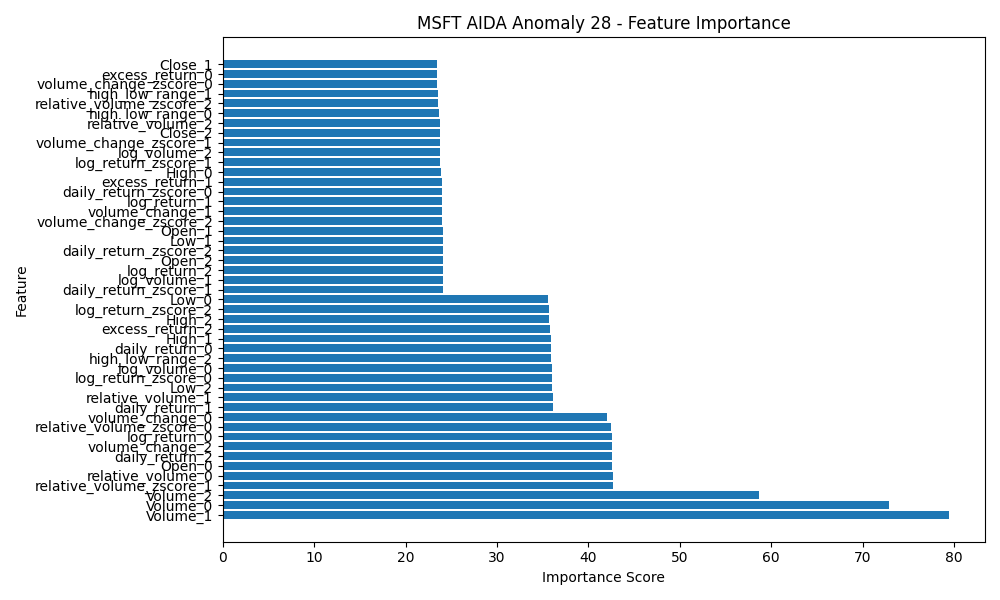 MSFT AIDA Anomaly 28 - Feature Importance
Close_1
excess_return_0
volume_change_zscore_0
high_low_range_1
relative_volume_zscore_2
high_low_range_0
relative_volume_2
Close_2
volume_change_zscore_1
log_volume_2
log_return_zscore_1
High_0
excess_return_1
daily_return_zscore_0
log_return_1
volume_change_1
volume_change_zscore_2
Open_1
Low_1
daily_return_zscore_2
Open_2
log_return_2
log_volume_1
daily_return_zscore_1
Low_0
log_return_zscore_2
High_2
excess_return_2
High_1
daily_return_0
high_low_range_2
log_volume_0
log_return_zscore_0
Low_2
relative_volume_1
daily_return_1
volume_change_0
relative_volume_zscore_0
log_return_0
volume_change_2
daily_return_2
Open_0
relative_volume_0
relative_volume_zscore_1
Volume_2
Volume_0
Volume_1
Feature
0 10 20 30 40 50 60 70 80
Importance Score